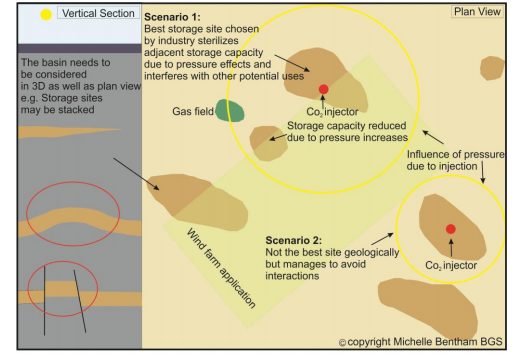 Vertical Section
The basin needs to
be considered
in 3D as well as plan view
e.g. Storage sites
may be stacked
Plan View
Scenario 1:
Best storage site chosen
by industry sterilizes
adjacent storage capacity
due to pressure effects and
interferes with other potential uses
Gas field
Co₂ injector
Storage capacity reduced
due to pressure increases
Influence of pressure
due to injection
Wind farm application
Scenario 2:
Not the best site geologically
but manages to avoid
interactions
Co₂ injector
© copyright Michelle Bentham BGS